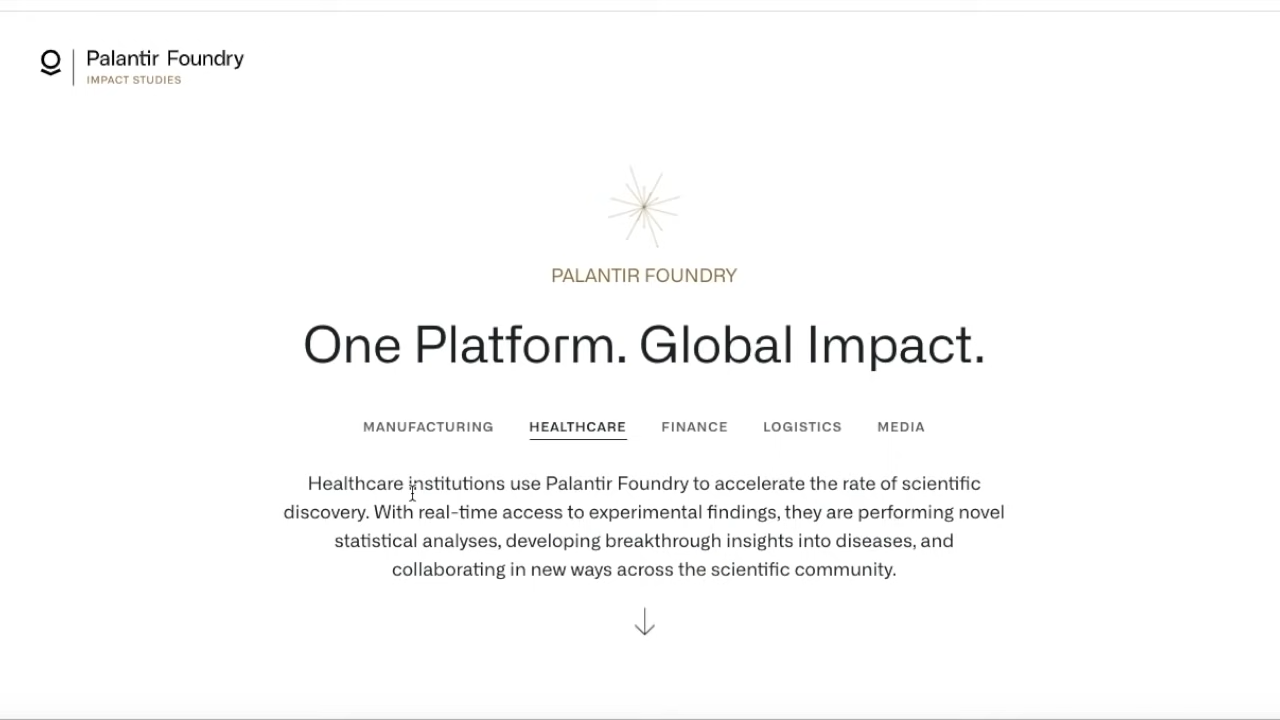 Palantir Foundry
IMPACT STUDIES
PALANTIR FOUNDRY
One Platform. Global Impact.
MANUFACTURING HEALTHCARE FINANCE LOGISTICS MEDIA
Healthcare institutions use Palantir Foundry to accelerate the rate of scientific
discovery. With real-time access to experimental findings, they are performing novel
statistical analyses, developing breakthrough insights into diseases, and
collaborating in new ways across the scientific community.